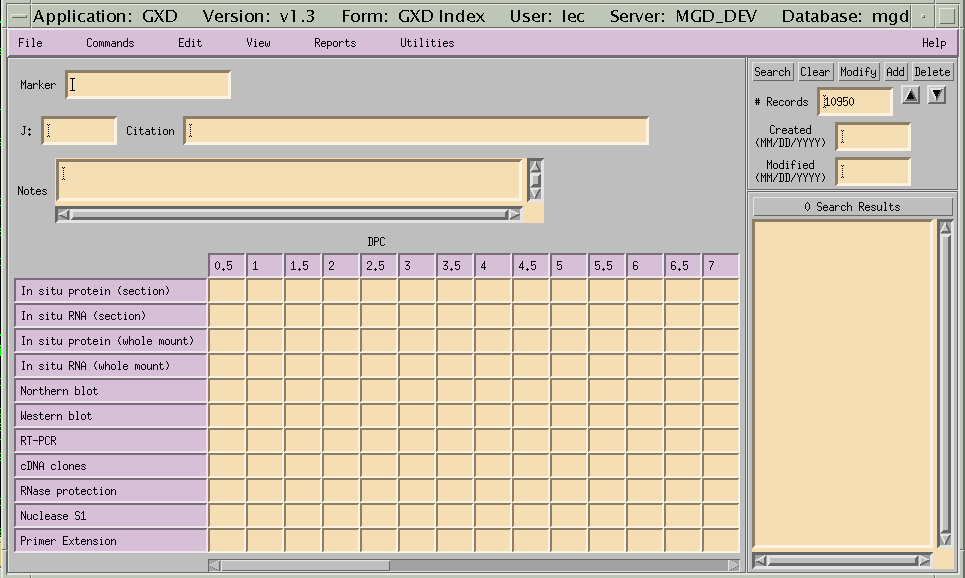 Application: GXD Version: v1.3 Form: GXD Index User: lec Server: MGD_DEV Database: mgd
File Commands Edit View Reports Utilities Help
Marker
Search Clear Modify Add Delete
# Records 10950
J: Citation
Created
(MM/DD/YYYY)
Modified
(MM/DD/YYYY)
Notes
0 Search Results
DPC
0.5 1 1.5 2 2.5 3 3.5 4 4.5 5 5.5 6 6.5 7
In situ protein (section)
In situ RNA (section)
In situ protein (whole mount)
In situ RNA (whole mount)
Northern blot
Western blot
RT-PCR
cDNA clones
RNase protection
Nuclease S1
Primer Extension